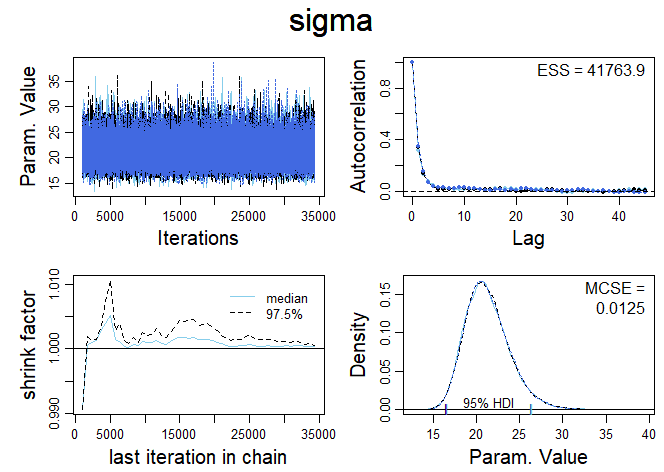 sigma
Param. Value
15 20 25 30 35
0 5000 15000 25000 35000
Iterations
Autocorrelation
0.0 0.4 0.8
ESS = 41763.9
0 10 20 30 40
Lag
shrink factor
0.990 1.000 1.010
median
97.5%
0 5000 15000 25000 35000
last iteration in chain
Density
0.00 0.05 0.10 0.15
MCSE =
0.0125
95% HDI
15 20 25 30 35 40 45
Param. Value